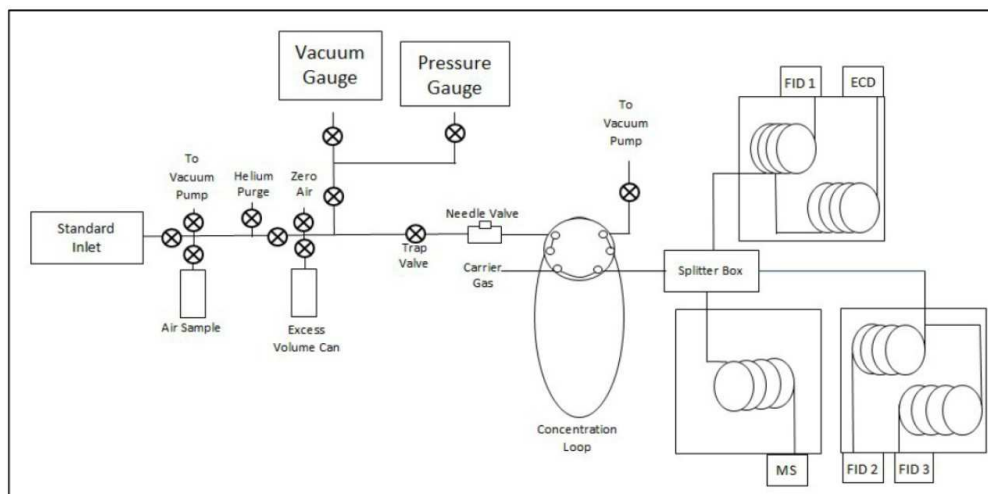 Vacuum
Gauge
Pressure
Gauge
FID 1
ECD
To
Vacuum
Pump
To
Vacuum
Pump
Helium
Purge
Zero
Air
Standard
Inlet
Needle Valve
Trap
Valve
Carrier
Gas
Splitter Box
Air Sample
Excess
Volume Can
Concentration
Loop
MS
FID 2
FID 3